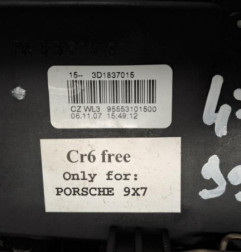 15- 3D1837015
CZ WL3 95553101500
06.11.07 15:49:12
Cr6 free
Only for:
PORSCHE 9X7